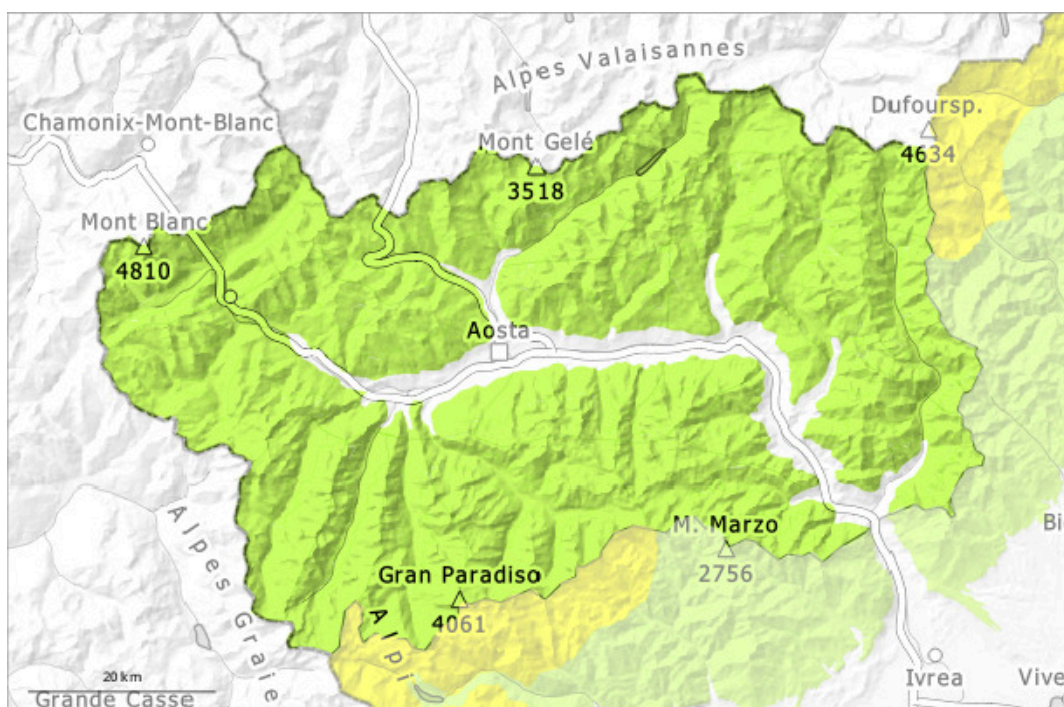 Alpes Valaisannes
Dufoursp.
4634
Chamonix-Mont-Blanc
Mont Gelé
3518
Mont Blanc
4810
Aosta
M. Marzo
2756
Gran Paradiso
4061
Alpes Graie
Alpi
20 km
Grande Casse
Ivrea
Vive
Bi